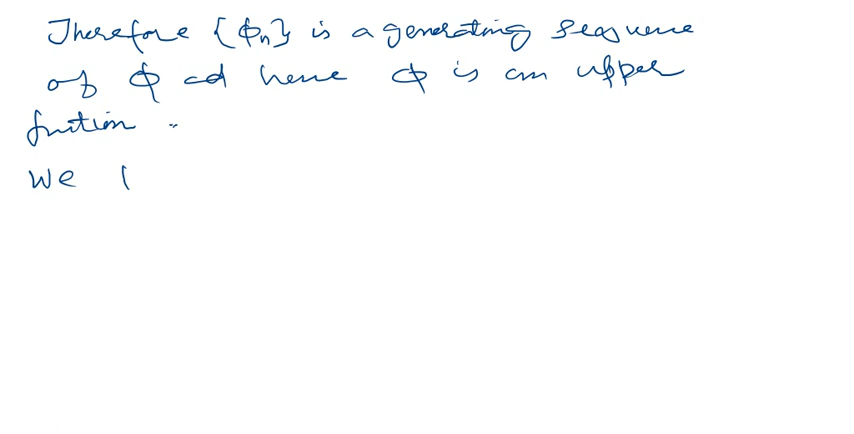 Therefore {ϕn} is a generating sequence
of ϕ and hence ϕ is an upper
function.
We